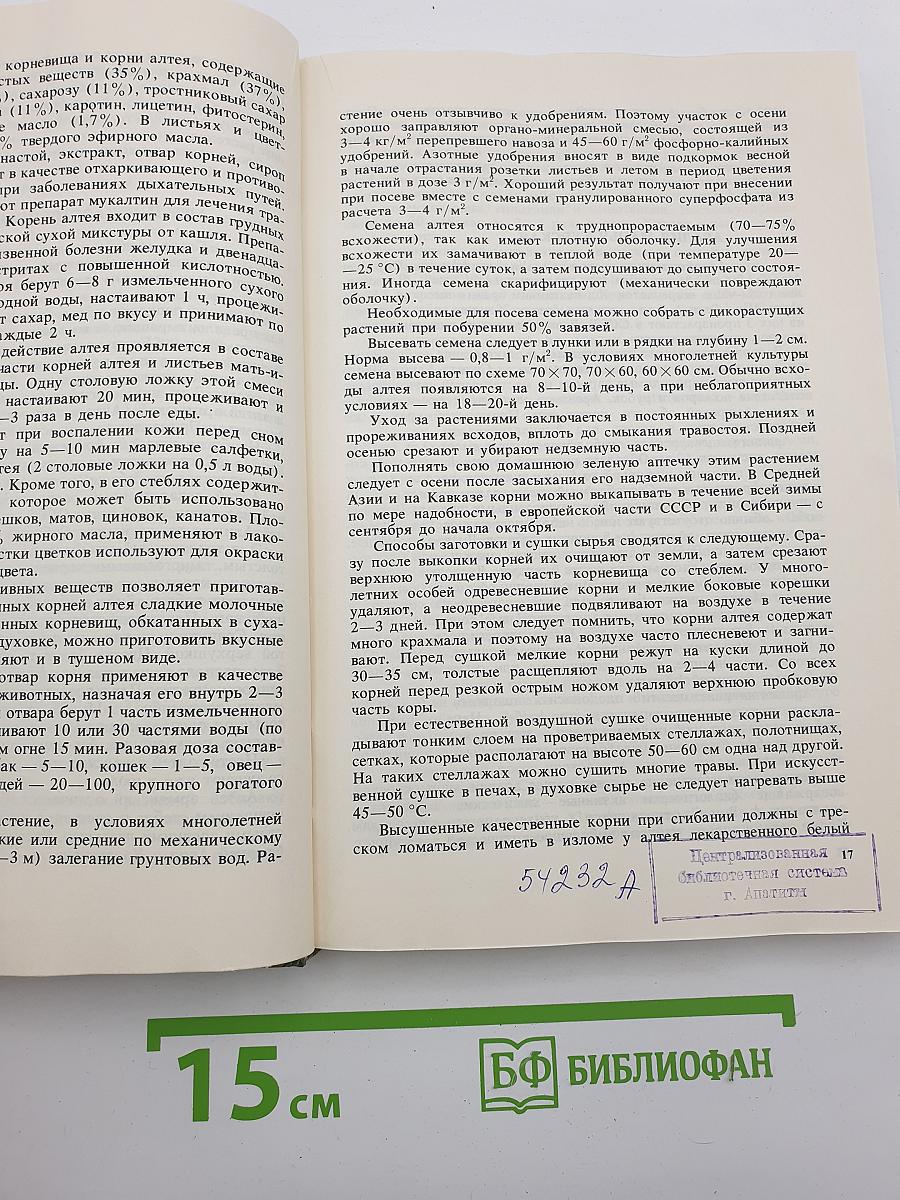 корневища и корни алтея, содержащие
стых веществ (35%), крахмал (37%),
), сахарозу (11%), тростниковый сахар
(11%), каротин, лицетин, фитостерин,
е масло (1,7%). В листьях и цвет-
% твердого эфирного масла.
настой, экстракт, отвар корней, сироп
т в качестве отхаркивающего и противо-
при заболеваниях дыхательных путей.
ют препарат мукалтин для лечения тра-
Корень алтея входит в состав грудных
ской сухой микстуры от кашля. Препа-
язвенной болезни желудка и двенадца-
стритах с повышенной кислотностью.
ря берут 6—8 г измельченного сухого
одной воды, настаивают 1 ч, процежи-
т сахар, мед по вкусу и принимают по
аждые 2 ч.
действие алтея проявляется в составе
части корней алтея и листьев мать-и-
ды. Одну столовую ложку этой смеси
настаивают 20 мин, процеживают и
—3 раза в день после еды.
т при воспалении кожи перед сном
у на 5—10 мин марлевые салфетки,
тея (2 столовые ложки на 0,5 л воды).
. Кроме того, в его стеблях содержит-
которое может быть использовано
ешков, матов, циновок, канатов. Пло-
% жирного масла, применяют в лако-
стки цветков используют для окраски
цвета.
ивных веществ позволяет приготав-
нных корней алтея сладкие молочные
енных корневищ, обкатанных в суха-
духовке, можно приготовить вкусные
яют и в тушеном виде.
отвар корня применяют в качестве
животных, назначая его внутрь 2—3
я отвара берут 1 часть измельченного
ивают 10 или 30 частями воды (по
м огне 15 мин. Разовая доза состав-
ак — 5—10, кошек — 1—5, овец —
дей — 20—100, крупного рогатого
астение, в условиях многолетней
кие или средние по механическому
—3 м) залегание грунтовых вод. Ра-
стение очень отзывчиво к удобрениям. Поэтому участок с осени
хорошо заправляют органо-минеральной смесью, состоящей из
3—4 кг/м² перепревшего навоза и 45—60 г/м² фосфорно-калийных
удобрений. Азотные удобрения вносят в виде подкормок весной
в начале отрастания розетки листьев и летом в период цветения
растений в дозе 3 г/м². Хороший результат получают при внесении
при посеве вместе с семенами гранулированного суперфосфата из
расчета 3—4 г/м².
Семена алтея относятся к труднопрорастаемым (70—75%
всхожести), так как имеют плотную оболочку. Для улучшения
всхожести их замачивают в теплой воде (при температуре 20—
—25 °С) в течение суток, а затем подсушивают до сыпучего состоя-
ния. Иногда семена скарифицируют (механически повреждают
оболочку).
Необходимые для посева семена можно собрать с дикорастущих
растений при побурении 50% завязей.
Высевать семена следует в лунки или в рядки на глубину 1—2 см.
Норма высева — 0,8—1 г/м². В условиях многолетней культуры
семена высевают по схеме 70×70, 70×60, 60×60 см. Обычно всхо-
ды алтея появляются на 8—10-й день, а при неблагоприятных
условиях — на 18—20-й день.
Уход за растениями заключается в постоянных рыхлениях и
прореживаниях всходов, вплоть до смыкания травостоя. Поздней
осенью срезают и убирают недземную часть.
Пополнять свою домашнюю зеленую аптечку этим растением
следует с осени после засыхания его надземной части. В Средней
Азии и на Кавказе корни можно выкапывать в течение всей зимы
по мере надобности, в европейской части СССР и в Сибири — с
сентября до начала октября.
Способы заготовки и сушки сырья сводятся к следующему. Сра-
зу после выкопки корней их очищают от земли, а затем срезают
верхнюю утолщенную часть корневища со стеблем. У много-
летних особей одревесневшие корни и мелкие боковые корешки
удаляют, а неодревесневшие подвяливают на воздухе в течение
2—3 дней. При этом следует помнить, что корни алтея содержат
много крахмала и поэтому на воздухе часто плесневеют и загни-
вают. Перед сушкой мелкие корни режут на куски длиной до
30—35 см, толстые расщепляют вдоль на 2—4 части. Со всех
корней перед резкой острым ножом удаляют верхнюю пробковую
часть коры.
При естественной воздушной сушке очищенные корни раскла-
дывают тонким слоем на проветриваемых стеллажах, полотнищах,
сетках, которые располагают на высоте 50—60 см одна над другой.
На таких стеллажах можно сушить многие травы. При искусст-
венной сушке в печах, в духовке сырье не следует нагревать выше
45—50 °С.
Высушенные качественные корни при сгибании должны с тре-
ском ломаться и иметь в изломе у алтея лекарственного белый
17
54232 А
Централизованная
библиотечная система
г. Апатиты
15 см
БФ БИБЛИОФАН